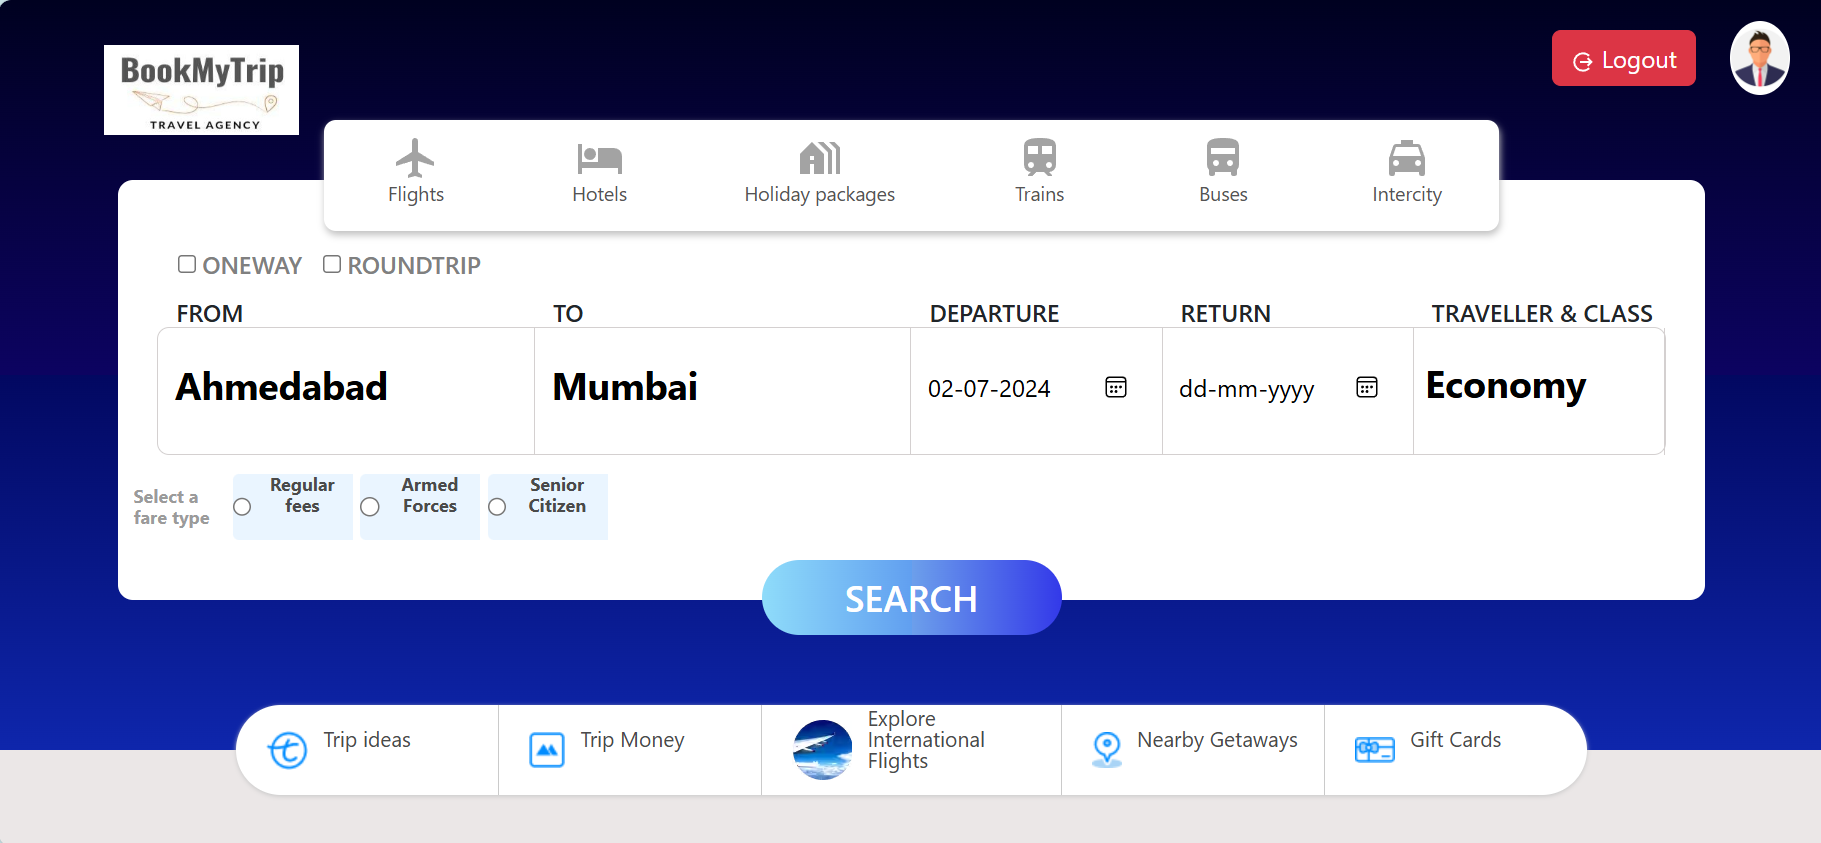 BookMyTrip
TRAVEL AGENCY
Logout
Flights
Hotels
Holiday packages
Trains
Buses
Intercity
ONEWAY
ROUNDTRIP
FROM
TO
DEPARTURE
RETURN
TRAVELLER & CLASS
Ahmedabad
Mumbai
02-07-2024
dd-mm-yyyy
Economy
Select a
fare type
Regular
fees
Armed
Forces
Senior
Citizen
SEARCH
Trip ideas
Trip Money
Explore
International
Flights
Nearby Getaways
Gift Cards